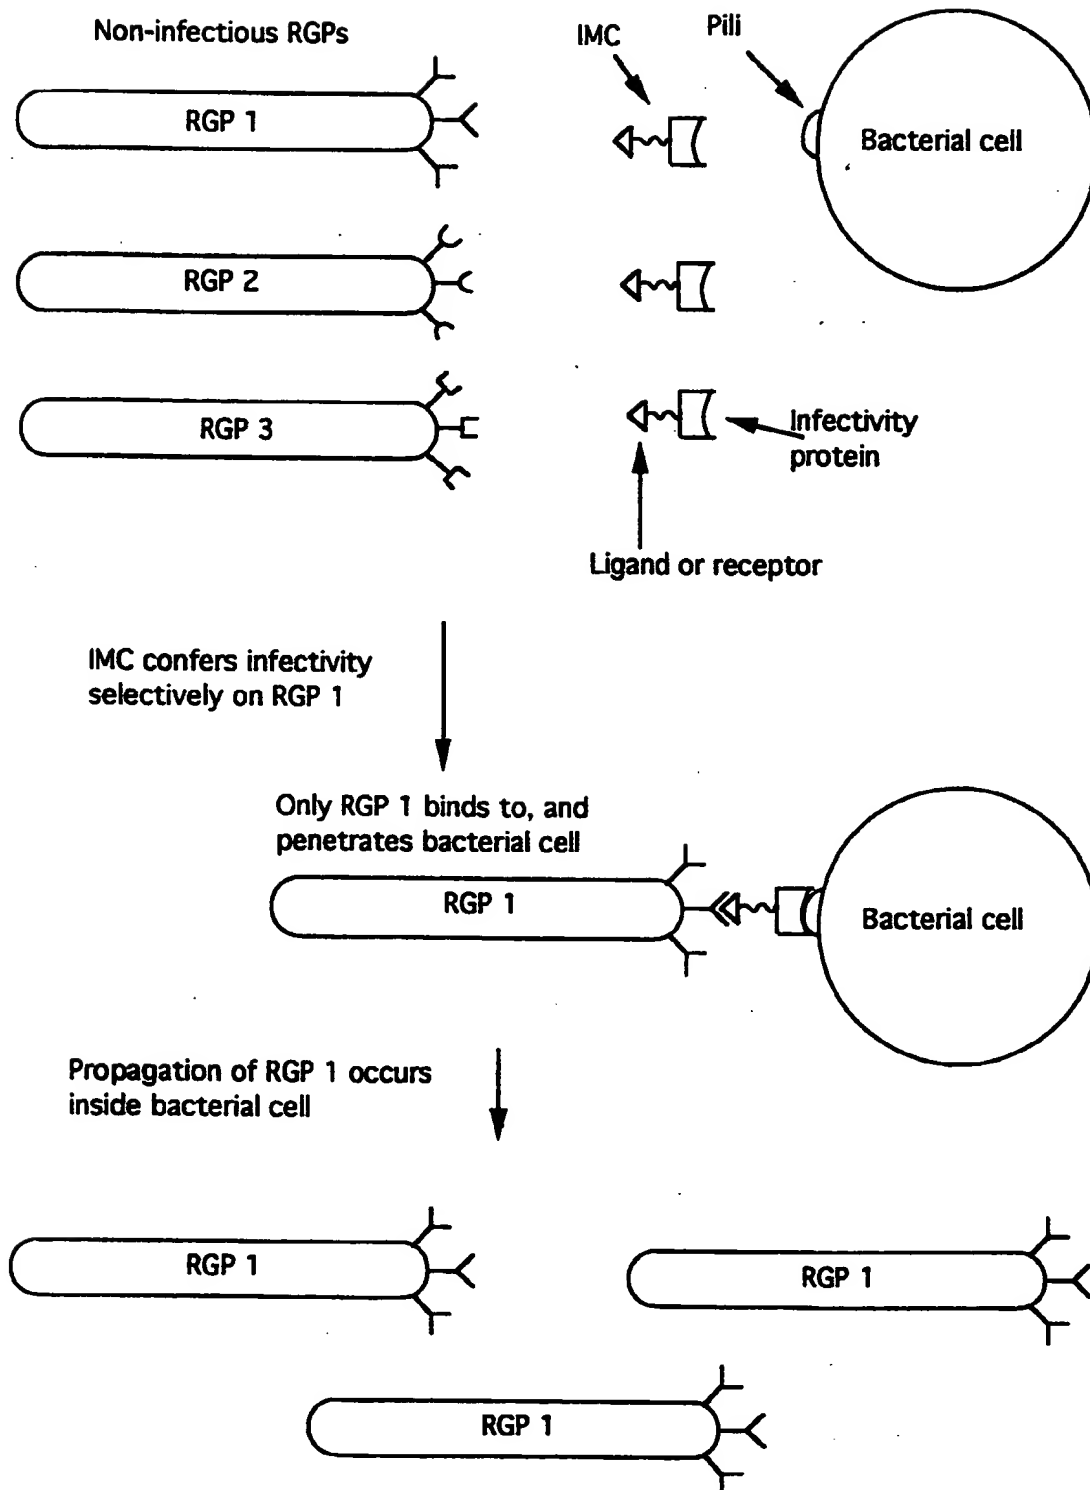 Non-infectious RGPs
IMC
Pili
RGP 1
Bacterial cell
RGP 2
RGP 3
Infectivity
protein
Ligand or receptor
IMC confers infectivity
selectively on RGP 1
Only RGP 1 binds to, and
penetrates bacterial cell
RGP 1
Bacterial cell
Propagation of RGP 1 occurs
inside bacterial cell
RGP 1
RGP 1
RGP 1